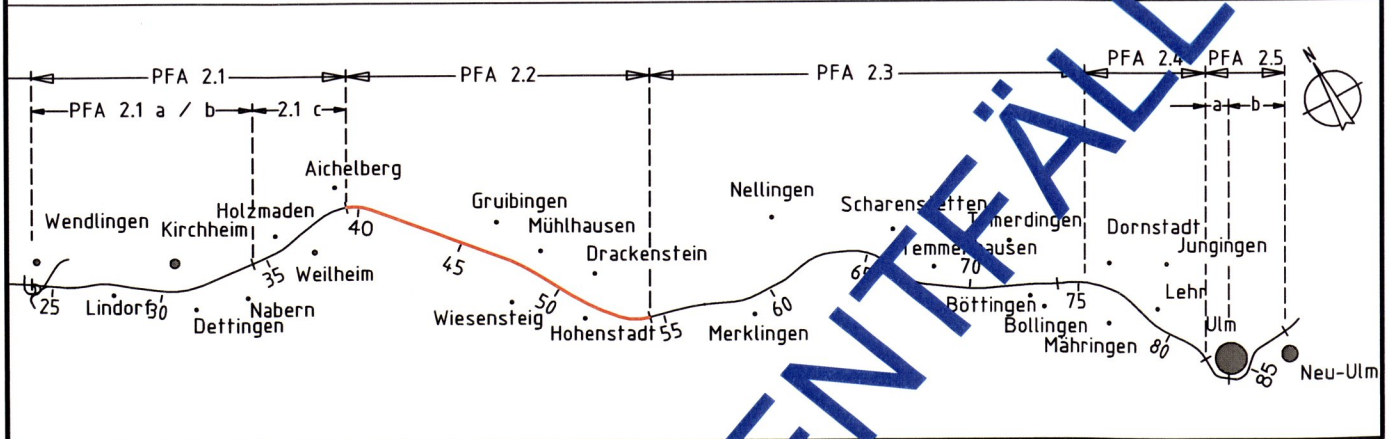 PFA 2.1
PFA 2.2
PFA 2.3
PFA 2.4
PFA 2.5
N
PFA 2.1 a / b
2.1 c
a
b
Aichelberg
Wendlingen
Kirchheim
Holzmaden
Gruibingen
Mühlhausen
Drackenstein
Nellingen
Scharenstetten
Temmenhausen
Dornstadt
Jungingen
40
45
35
Weilheim
25
Lindorf
30
Dettingen
Nabern
Wiesensteig
50
Hohenstadt
55
Merklingen
60
70
Böttingen
75
Bollingen
Mähringen
Lehr
80
Ulm
85
Neu-Ulm
ENTFÄLL